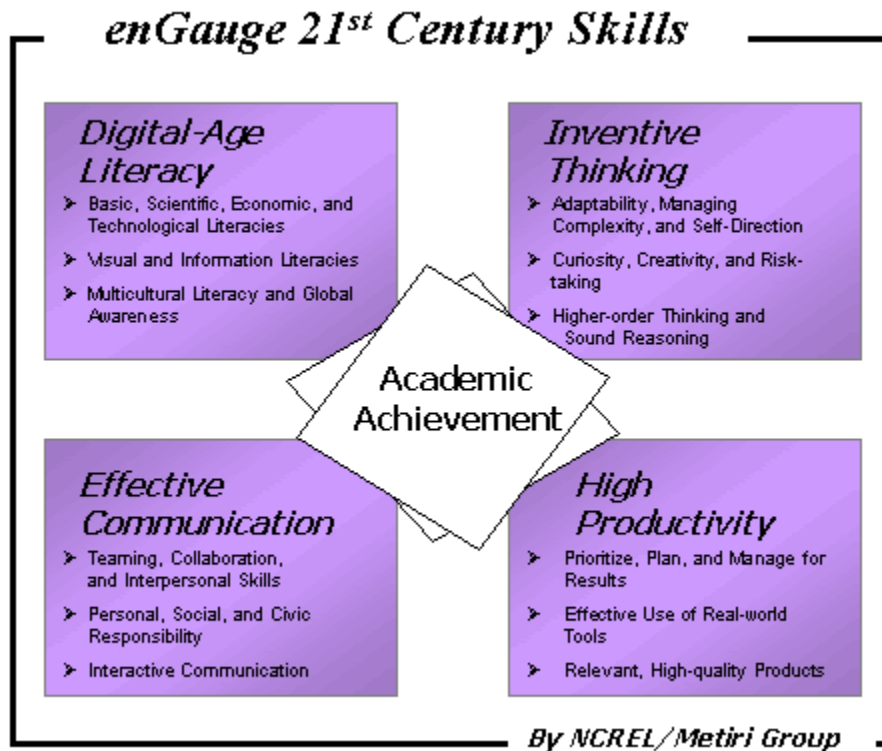 enGauge 21st Century Skills
Digital-Age
Literacy
➤ Basic, Scientific, Economic, and
Technological Literacies
➤ Visual and Information Literacies
➤ Multicultural Literacy and Global
Awareness
Inventive
Thinking
➤ Adaptability, Managing
Complexity, and Self-Direction
➤ Curiosity, Creativity, and Risk-
taking
➤ Higher-order Thinking and
Sound Reasoning
Academic
Achievement
Effective
Communication
➤ Teaming, Collaboration,
and Interpersonal Skills
➤ Personal, Social, and Civic
Responsibility
➤ Interactive Communication
High
Productivity
➤ Prioritize, Plan, and Manage for
Results
➤ Effective Use of Real-world
Tools
➤ Relevant, High-quality Products
By NCREL/Metiri Group